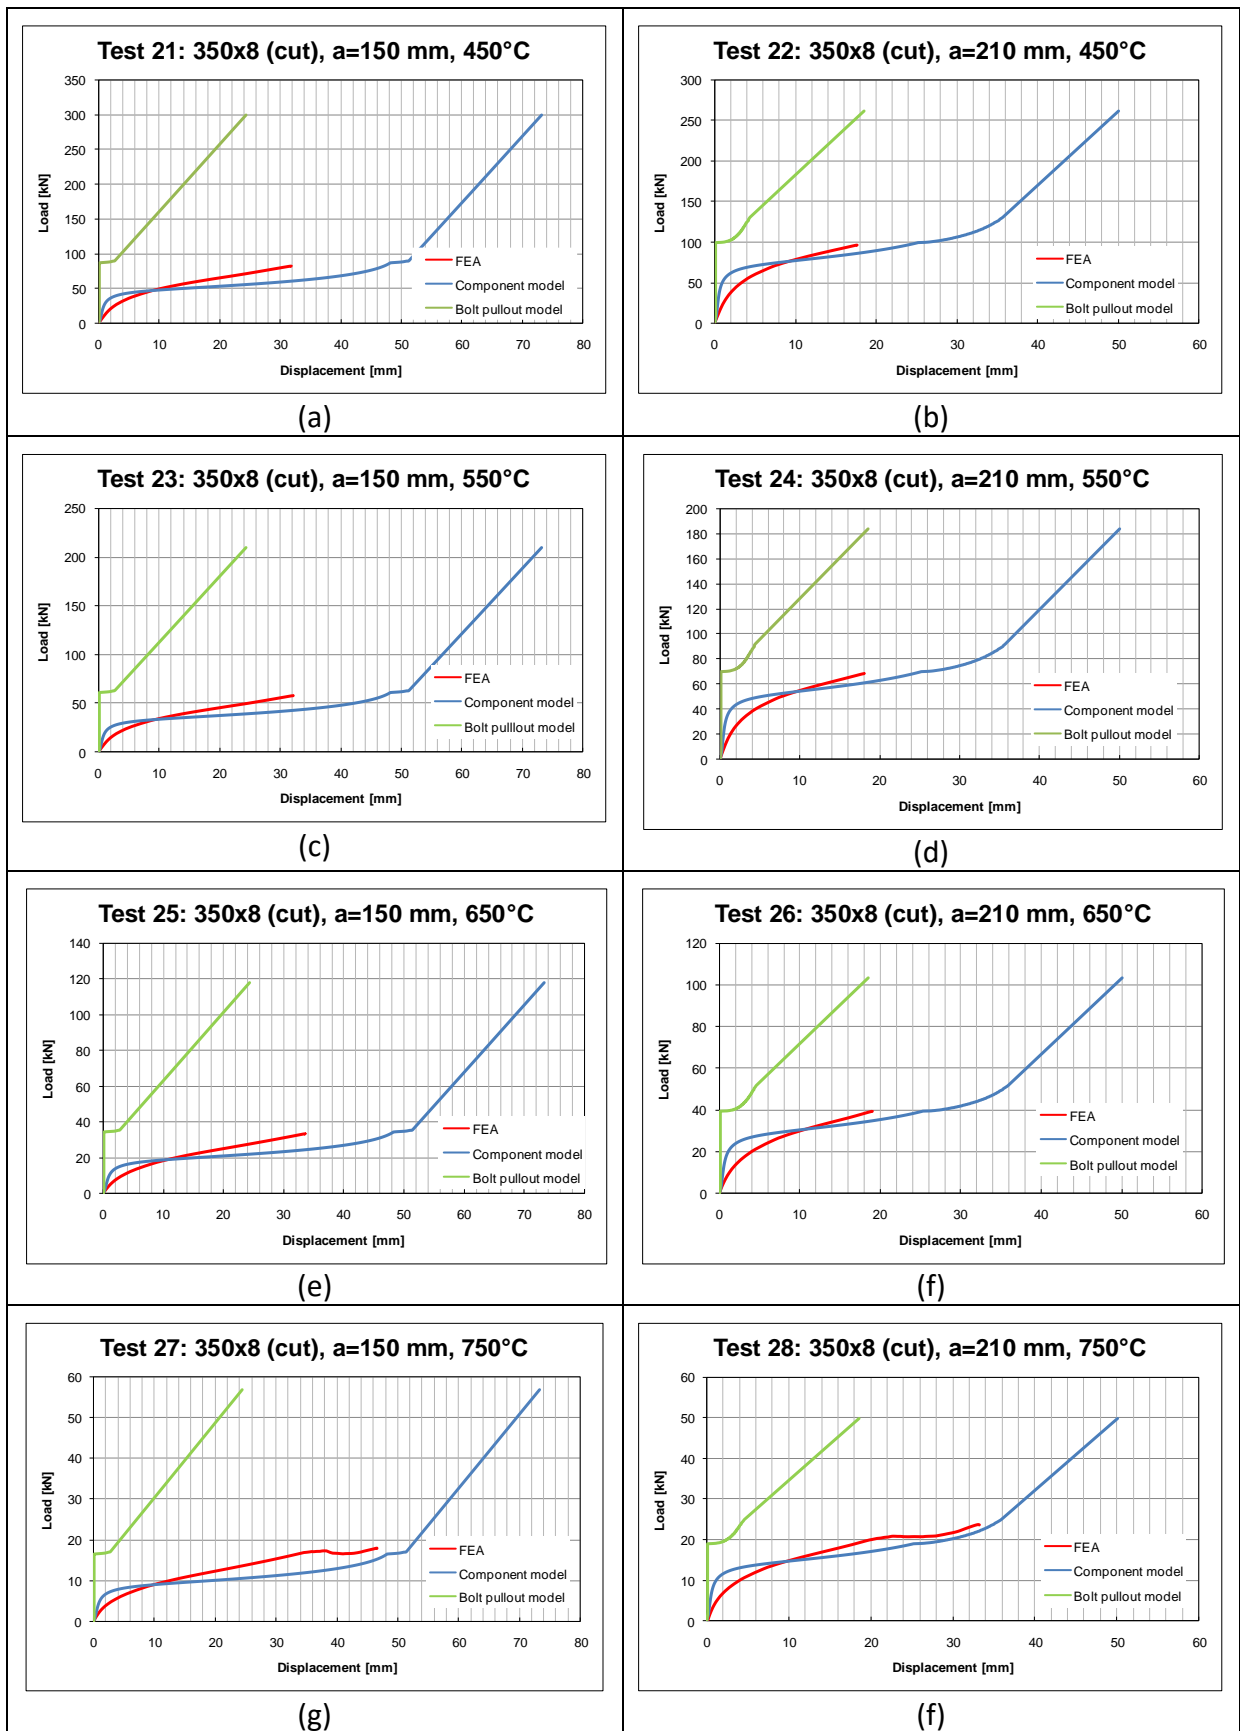 Test 21: 350x8 (cut), a=150 mm, 450°C
350
300
250
200
150
100
50
0
Load [kN]
FEA
Component model
Bolt pullout model
0 10 20 30 40 50 60 70 80
Displacement [mm]
(a)
Test 22: 350x8 (cut), a=210 mm, 450°C
300
250
200
150
100
50
0
Load [kN]
FEA
Component model
Bolt pullout model
0 10 20 30 40 50 60
Displacement [mm]
(b)
Test 23: 350x8 (cut), a=150 mm, 550°C
250
200
150
100
50
0
Load [kN]
FEA
Component model
Bolt pulllout model
0 10 20 30 40 50 60 70 80
Displacement [mm]
(c)
Test 24: 350x8 (cut), a=210 mm, 550°C
200
180
160
140
120
100
80
60
40
20
0
Load [kN]
FEA
Component model
Bolt pullout model
0 10 20 30 40 50 60
Displacement [mm]
(d)
Test 25: 350x8 (cut), a=150 mm, 650°C
140
120
100
80
60
40
20
0
Load [kN]
FEA
Component model
Bolt pullout model
0 10 20 30 40 50 60 70 80
Displacement [mm]
(e)
Test 26: 350x8 (cut), a=210 mm, 650°C
120
100
80
60
40
20
0
Load [kN]
FEA
Component model
Bolt pullout model
0 10 20 30 40 50 60
Displacement [mm]
(f)
Test 27: 350x8 (cut), a=150 mm, 750°C
60
50
40
30
20
10
0
Load [kN]
FEA
Component model
Bolt pullout model
0 10 20 30 40 50 60 70 80
Displacement [mm]
(g)
Test 28: 350x8 (cut), a=210 mm, 750°C
60
50
40
30
20
10
0
Load [kN]
FEA
Component model
Bolt pullout model
0 10 20 30 40 50 60
Displacement [mm]
(f)